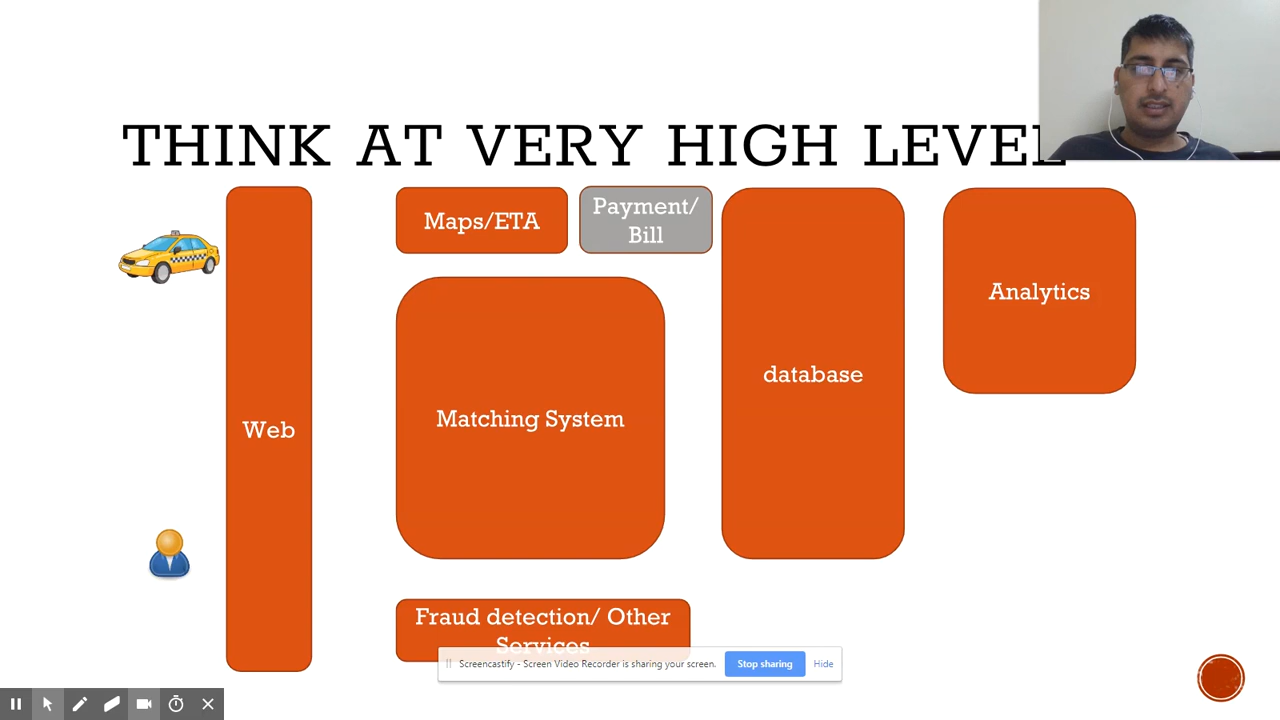 THINK AT VERY HIGH LEVEL
Maps/ETA
Payment/
Bill
Web
Matching System
database
Analytics
Fraud detection/ Other
Services
Screencastify - Screen Video Recorder is sharing your screen.
Stop sharing
Hide